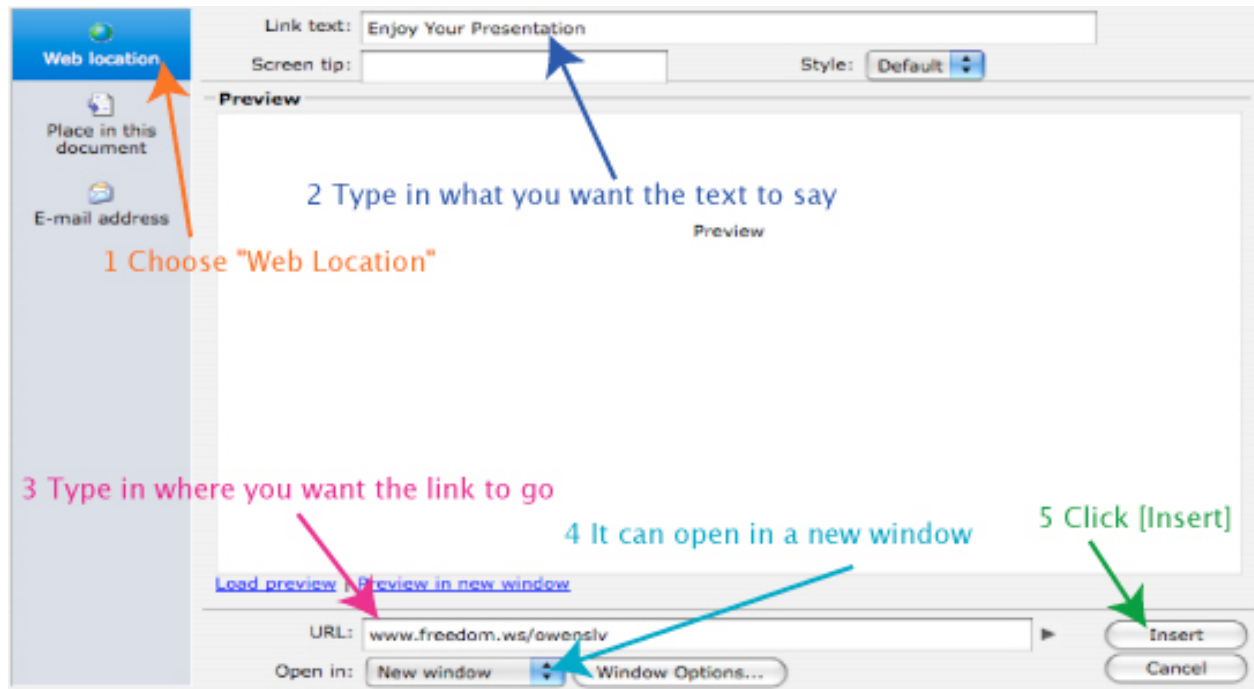 Link text: Enjoy Your Presentation
Web location
Screen tip:
Style: Default
Preview
Place in this
document
2 Type in what you want the text to say
E-mail address
Preview
1 Choose "Web Location"
3 Type in where you want the link to go
5 Click [Insert]
4 It can open in a new window
Load preview | Preview in new window
URL: www.freedom.ws/owenslv
Insert
Open in: New window
Window Options...
Cancel